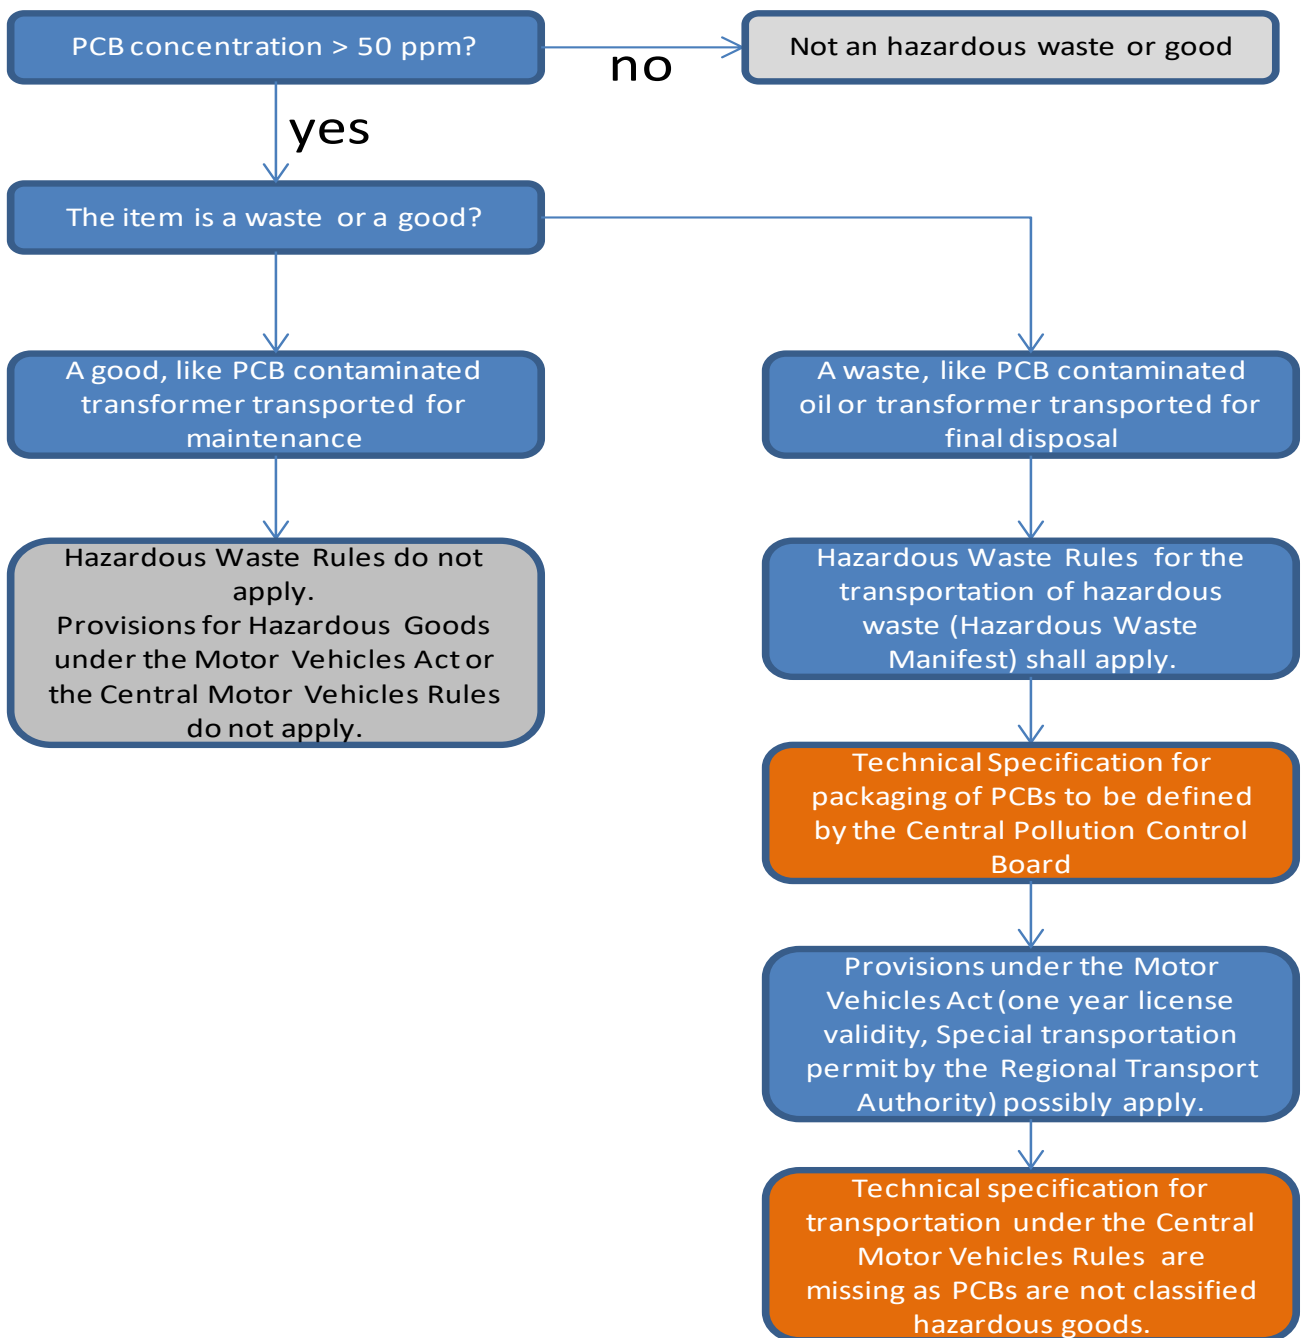 PCB concentration > 50 ppm?
no
Not an hazardous waste or good
yes
The item is a waste or a good?
A good, like PCB contaminated
transformer transported for
maintenance
A waste, like PCB contaminated
oil or transformer transported for
final disposal
Hazardous Waste Rules do not
apply.
Provisions for Hazardous Goods
under the Motor Vehicles Act or
the Central Motor Vehicles Rules
do not apply.
Hazardous Waste Rules for the
transportation of hazardous
waste (Hazardous Waste
Manifest) shall apply.
Technical Specification for
packaging of PCBs to be defined
by the Central Pollution Control
Board
Provisions under the Motor
Vehicles Act (one year license
validity, Special transportation
permit by the Regional Transport
Authority) possibly apply.
Technical specification for
transportation under the Central
Motor Vehicles Rules are
missing as PCBs are not classified
hazardous goods.